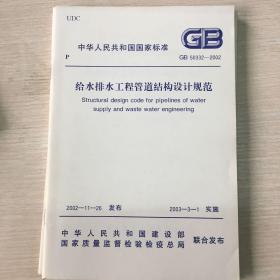 UDC
中华人民共和国国家标准
GB
P
GB 50332—2002
给水排水工程管道结构设计规范
Structural design code for pipelines of water
supply and waste water engineering
2002—11—26 发布
2003—3—1 实施
中华人民共和国建设部
国家质量监督检验检疫总局
联合发布